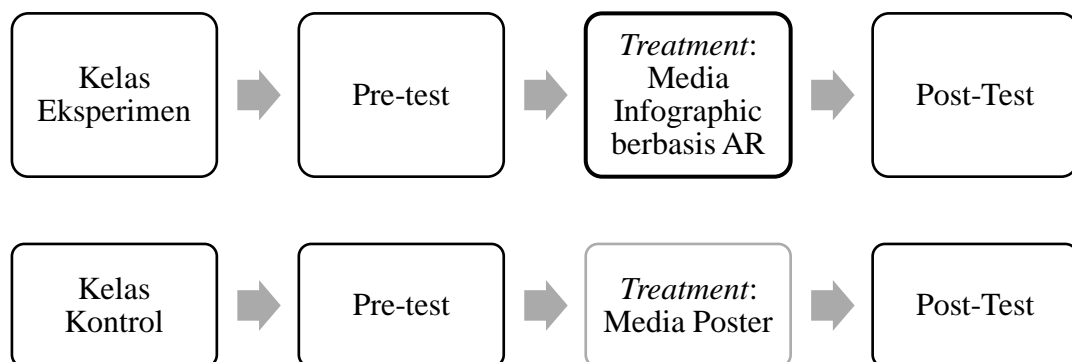 Kelas
Eksperimen
Pre-test
Treatment:
Media
Infographic
berbasis AR
Post-Test
Kelas
Kontrol
Pre-test
Treatment:
Media Poster
Post-Test